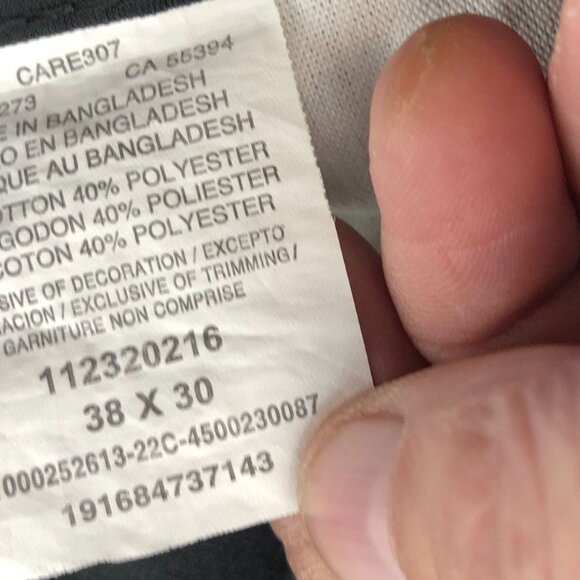 CARE307
273 CA 55394
E IN BANGLADESH
O EN BANGLADESH
QUE AU BANGLADESH
OTTON 40% POLYESTER
GODON 40% POLIESTER
COTON 40% POLYESTER
SIVE OF DECORATION / EXCEPTO
ACION / EXCLUSIVE OF TRIMMING/
GARNITURE NON COMPRISE
112320216
38 X 30
000252613-22C-4500230087
191684737143